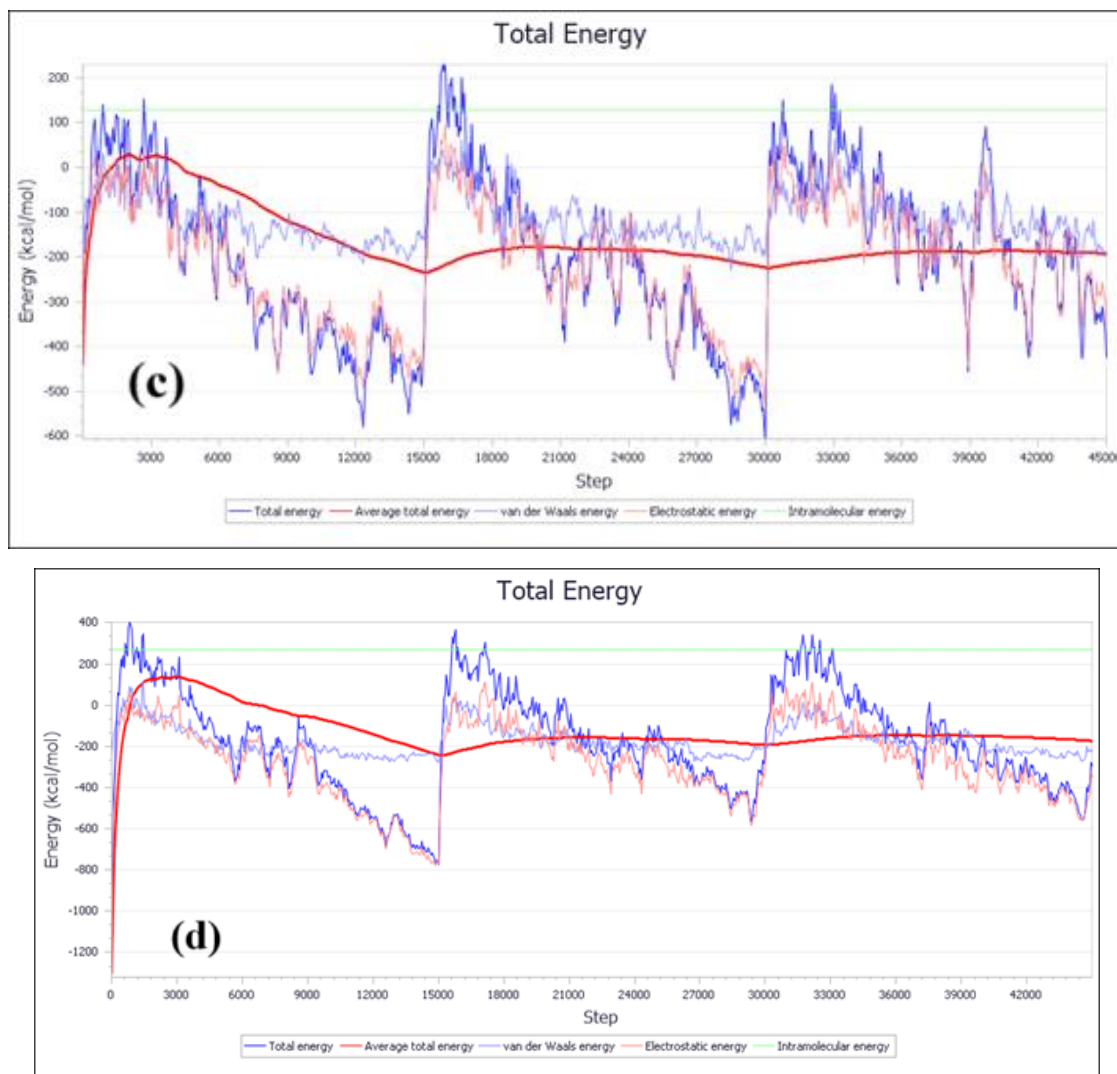 Total Energy
200
100
0
-100
-200
-300
-400
-500
-600
Energy (kcal/mol)
(c)
3000 6000 9000 12000 15000 18000 21000 24000 27000 30000 33000 36000 39000 42000 45000
Step
Total energy Average total energy van der Waals energy Electrostatic energy Intramolecular energy
Total Energy
400
200
0
-200
-400
-600
-800
-1000
-1200
Energy (kcal/mol)
(d)
0 3000 6000 9000 12000 15000 18000 21000 24000 27000 30000 33000 36000 39000 42000
Step
Total energy Average total energy van der Waals energy Electrostatic energy Intramolecular energy